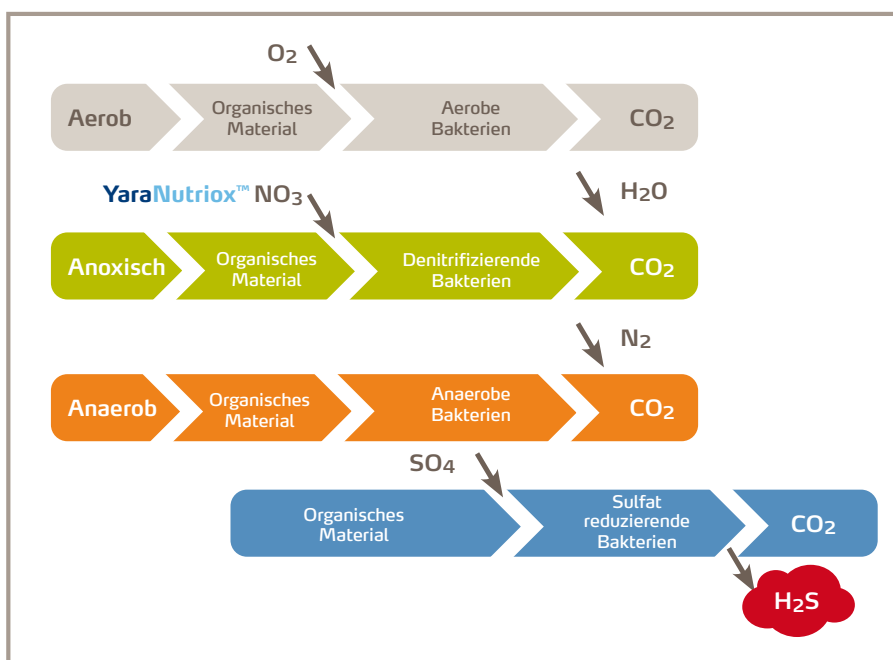 O2
Aerob
Organisches
Material
Aerobe
Bakterien
CO2
YaraNutriox™ NO3
H2O
Anoxisch
Organisches
Material
Denitrifizierende
Bakterien
CO2
N2
Anaerob
Organisches
Material
Anaerobe
Bakterien
CO2
SO4
Organisches
Material
Sulfat
reduzierende
Bakterien
CO2
H2S